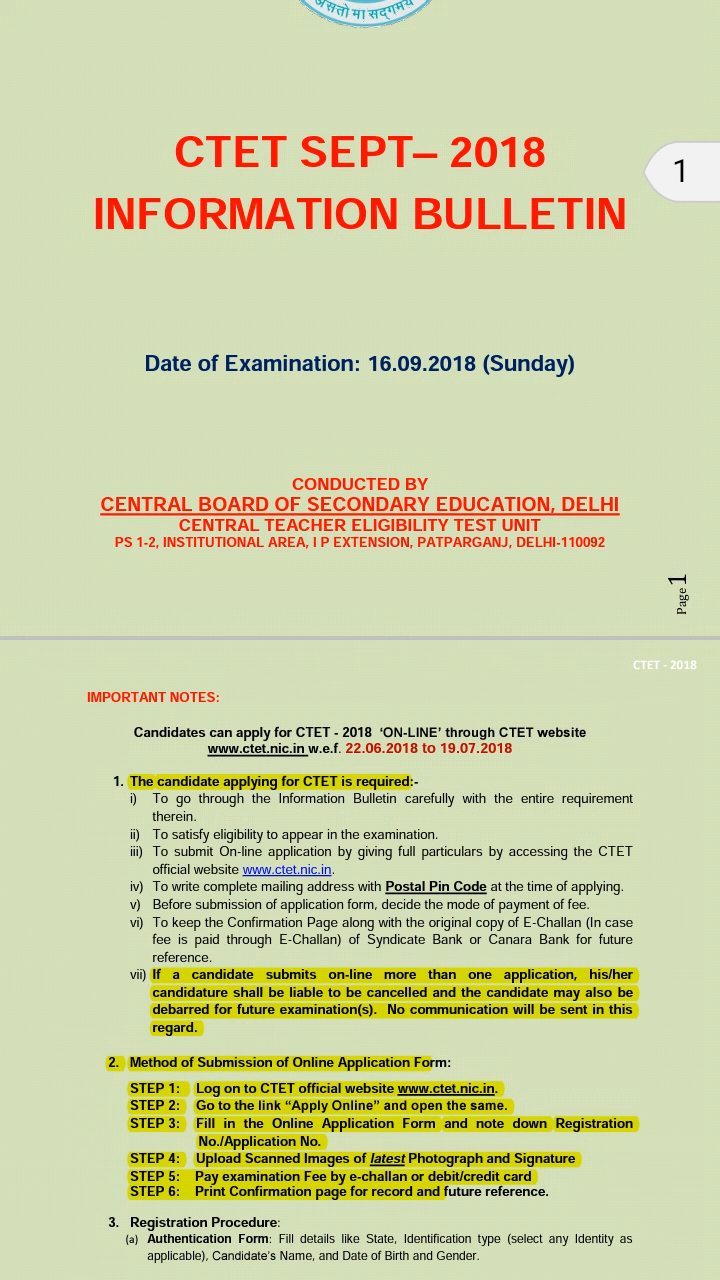 असतो मा सद्गमय
CTET SEPT– 2018
1
INFORMATION BULLETIN
Date of Examination: 16.09.2018 (Sunday)
CONDUCTED BY
CENTRAL BOARD OF SECONDARY EDUCATION, DELHI
CENTRAL TEACHER ELIGIBILITY TEST UNIT
PS 1-2, INSTITUTIONAL AREA, I P EXTENSION, PATPARGANJ, DELHI-110092
Page 1
CTET - 2018
IMPORTANT NOTES:
Candidates can apply for CTET - 2018 ‘ON-LINE’ through CTET website
www.ctet.nic.in w.e.f. 22.06.2018 to 19.07.2018
1. The candidate applying for CTET is required:-
i) To go through the Information Bulletin carefully with the entire requirement
therein.
ii) To satisfy eligibility to appear in the examination.
iii) To submit On-line application by giving full particulars by accessing the CTET
official website www.ctet.nic.in.
iv) To write complete mailing address with Postal Pin Code at the time of applying.
v) Before submission of application form, decide the mode of payment of fee.
vi) To keep the Confirmation Page along with the original copy of E-Challan (In case
fee is paid through E-Challan) of Syndicate Bank or Canara Bank for future
reference.
vii) If a candidate submits on-line more than one application, his/her
candidature shall be liable to be cancelled and the candidate may also be
debarred for future examination(s). No communication will be sent in this
regard.
2. Method of Submission of Online Application Form:
STEP 1: Log on to CTET official website www.ctet.nic.in.
STEP 2: Go to the link “Apply Online” and open the same.
STEP 3: Fill in the Online Application Form and note down Registration
No./Application No.
STEP 4: Upload Scanned Images of latest Photograph and Signature
STEP 5: Pay examination Fee by e-challan or debit/credit card
STEP 6: Print Confirmation page for record and future reference.
3. Registration Procedure:
(a) Authentication Form: Fill details like State, Identification type (select any Identity as
applicable), Candidate’s Name, and Date of Birth and Gender.